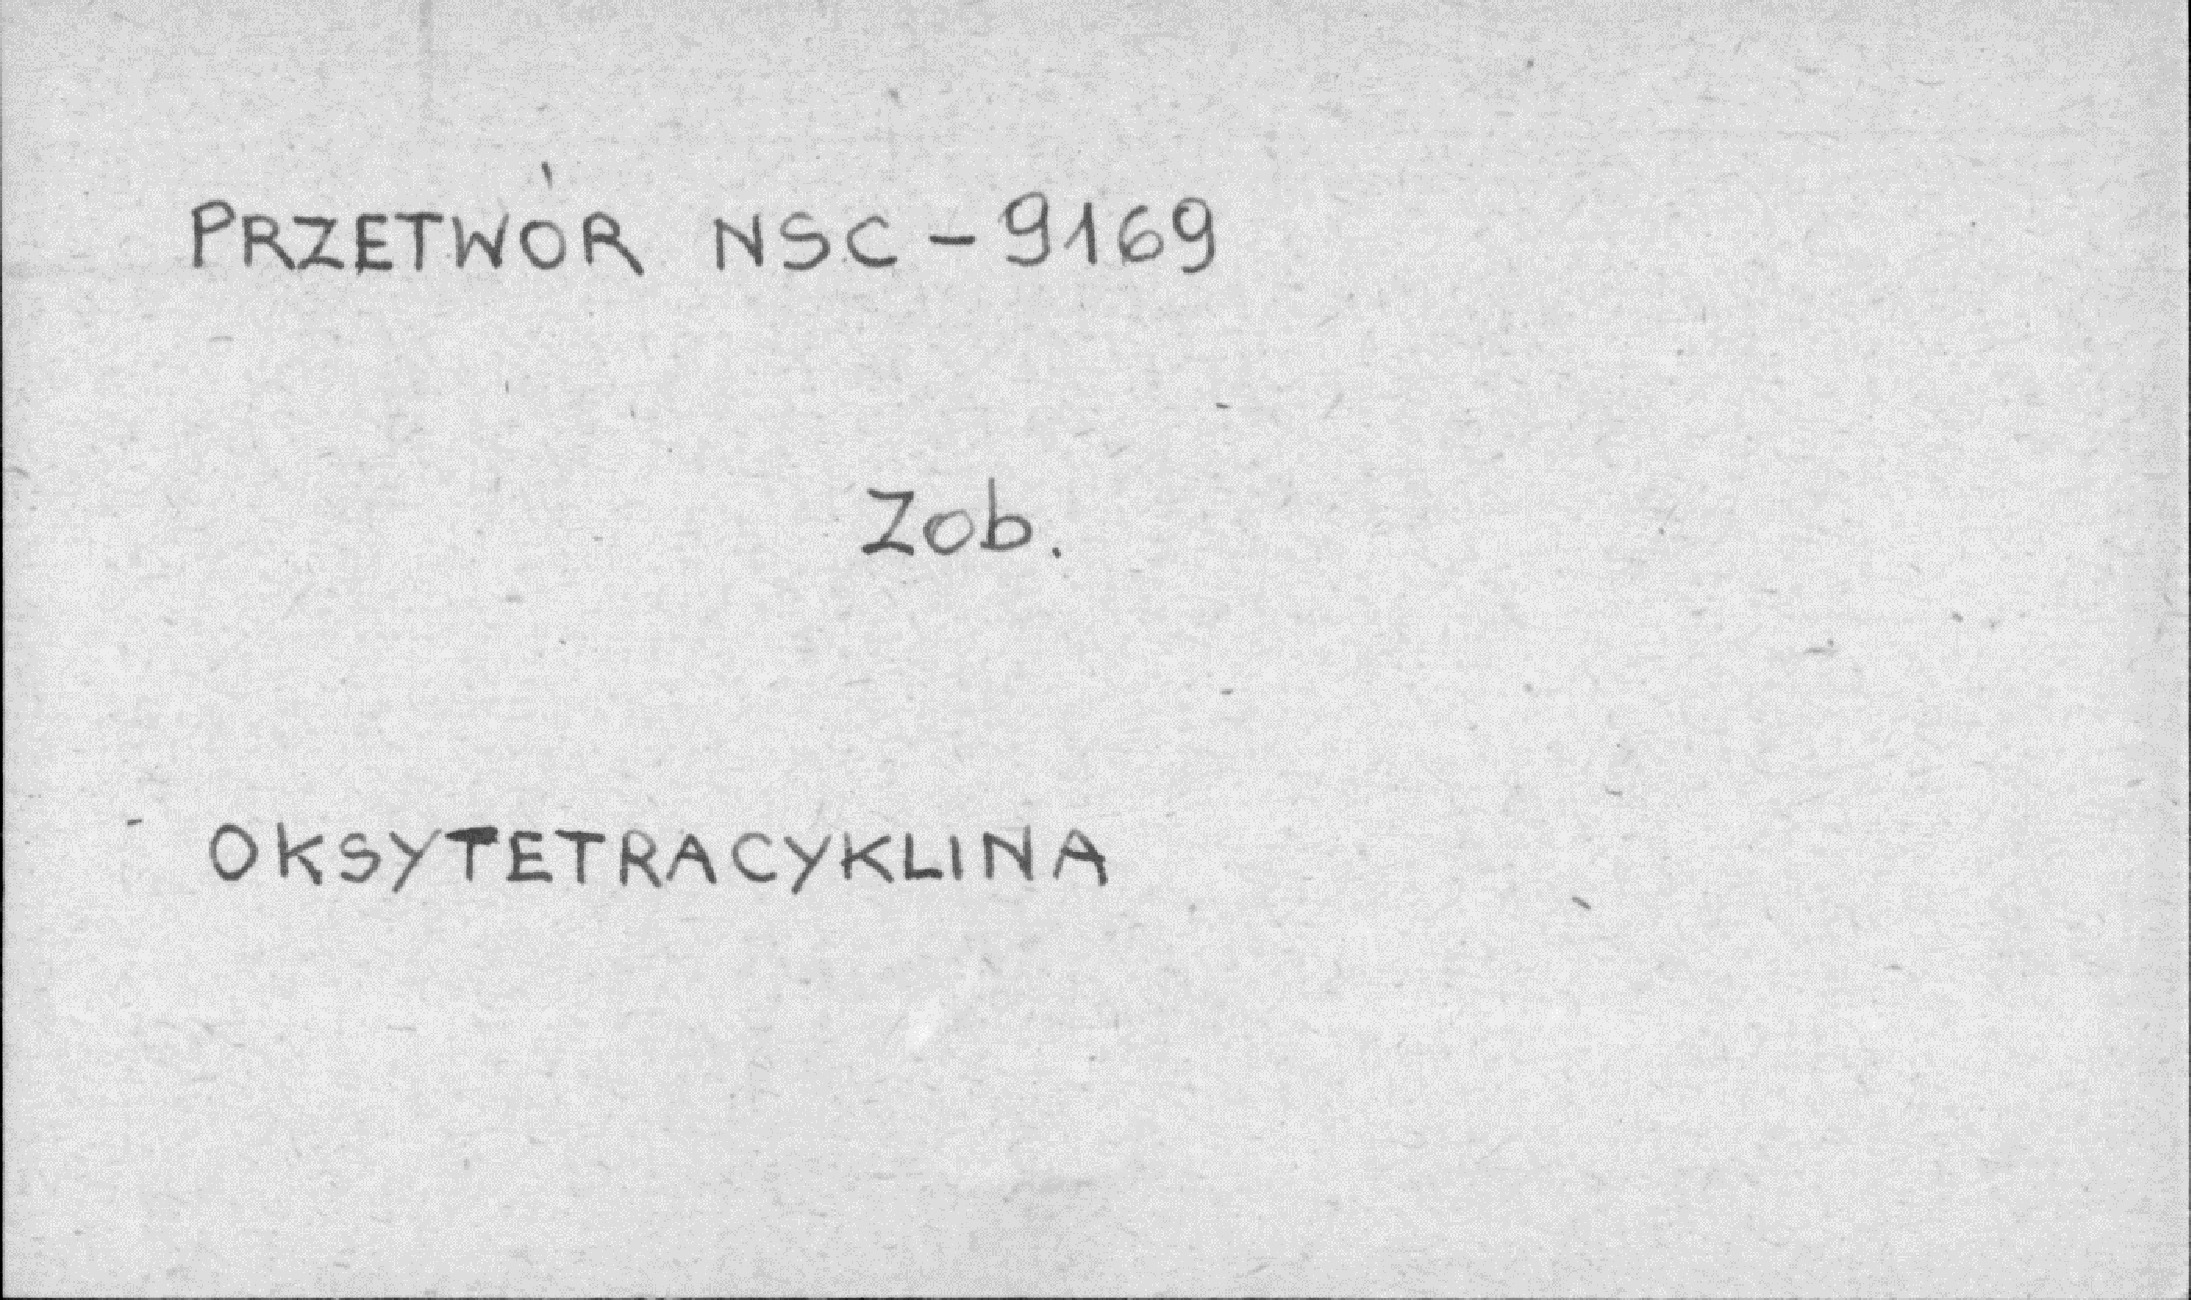 PRZETWÓR NSC-9169
Zob.
OKSYTETRACYKLINA